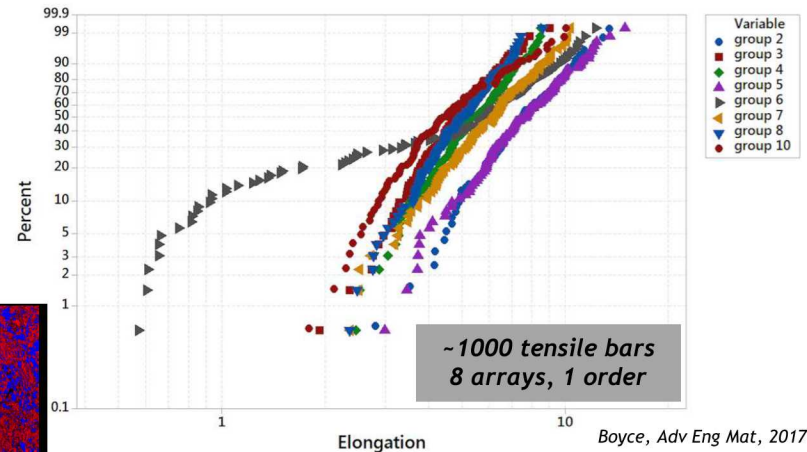 99.9
99
90
80
70
60
50
40
30
20
10
5
3
2
1
0.1
Percent
1
10
Elongation
Variable
group 2
group 3
group 4
group 5
group 6
group 7
group 8
group 10
~1000 tensile bars
8 arrays, 1 order
Boyce, Adv Eng Mat, 2017